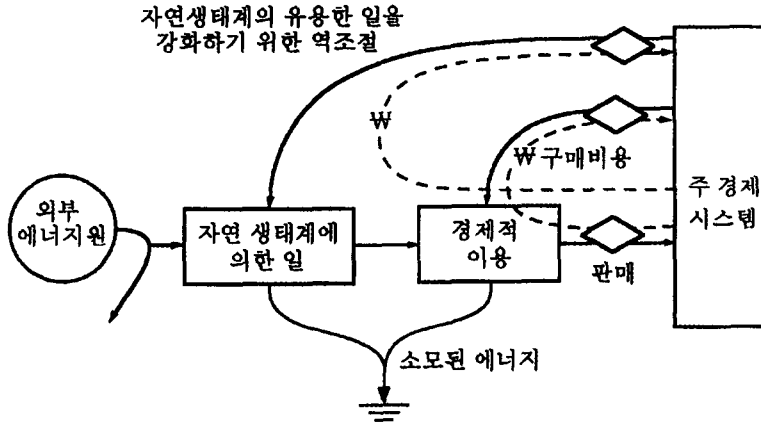 자연생태계의 유용한 일을
강화하기 위한 역조절
₩
₩ 구매비용
주 경제
시스템
외부
에너지원
자연 생태계에
의한 일
경제적
이용
판매
소모된 에너지